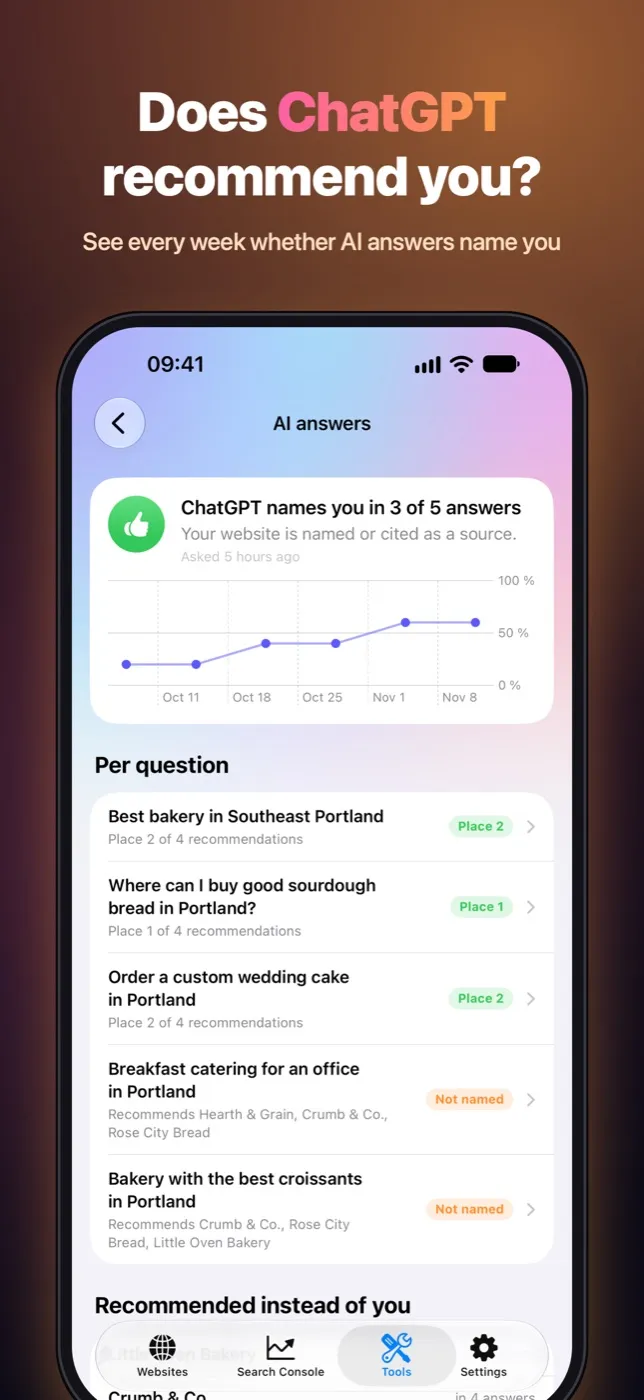 Does ChatGPT
recommend you?
See every week whether AI answers name you
09:41
AI answers
ChatGPT names you in 3 of 5 answers
Your website is named or cited as a source.
Asked 5 hours ago
100 %
50 %
0 %
Oct 11
Oct 18
Oct 25
Nov 1
Nov 8
Per question
Best bakery in Southeast Portland
Place 2 of 4 recommendations
Place 2
Where can I buy good sourdough
bread in Portland?
Place 1 of 4 recommendations
Place 1
Order a custom wedding cake
in Portland
Place 2 of 4 recommendations
Place 2
Breakfast catering for an office
in Portland
Recommends Hearth & Grain, Crumb & Co.,
Rose City Bread
Not named
Bakery with the best croissants
in Portland
Recommends Crumb & Co., Rose City
Bread, Little Oven Bakery
Not named
Recommended instead of you
Little Oven Bakery
Websites
Search Console
Tools
Settings
Crumb & Co.
in 4 answers